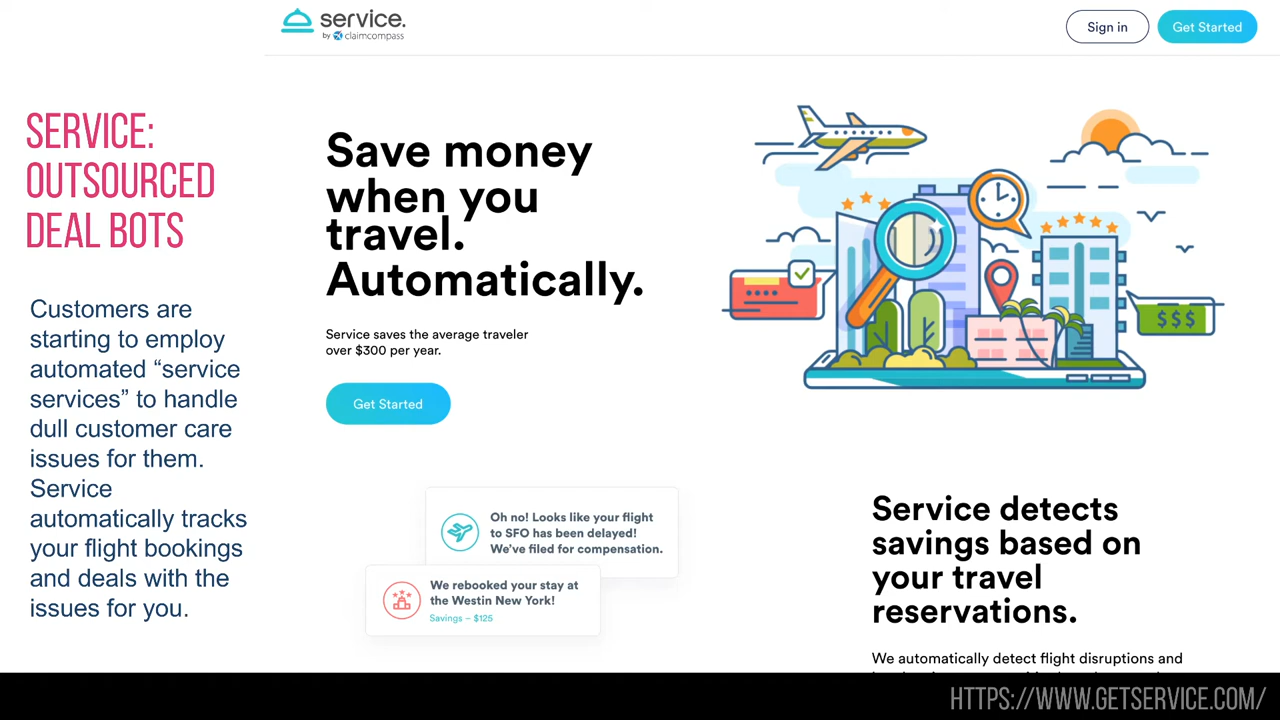 service.
by claimcompass
Sign in
Get Started
SERVICE:
OUTSOURCED
DEAL BOTS
Customers are
starting to employ
automated “service
services” to handle
dull customer care
issues for them.
Service
automatically tracks
your flight bookings
and deals with the
issues for you.
Save money
when you
travel.
Automatically.
Service saves the average traveler
over $300 per year.
Get Started
$$$
Oh no! Looks like your flight
to SFO has been delayed!
We've filed for compensation.
We rebooked your stay at
the Westin New York!
Savings – $125
Service detects
savings based on
your travel
reservations.
We automatically detect flight disruptions and
HTTPS://WWW.GETSERVICE.COM/